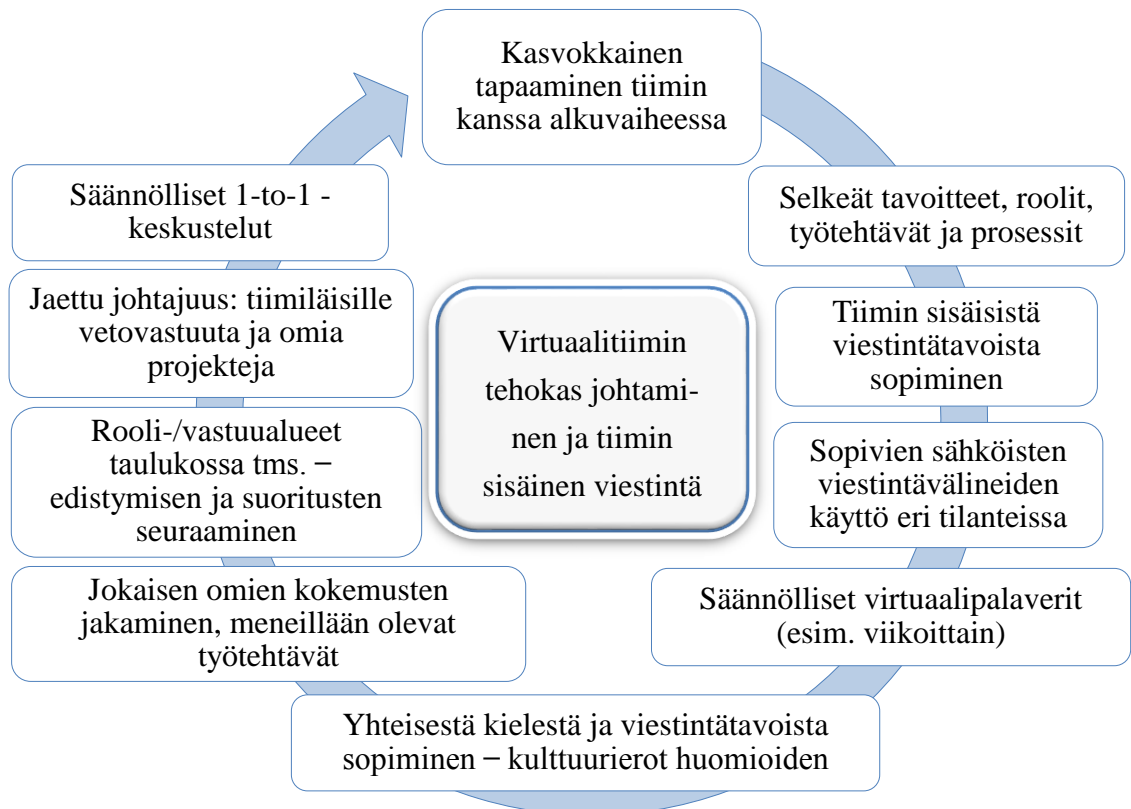 Kasvokkainen
tapaaminen tiimin
kanssa alkuvaiheessa
Selkeät tavoitteet, roolit,
työtehtävät ja prosessit
Tiimin sisäisistä
viestintätavoista
sopiminen
Sopivien sähköisten
viestintävälineiden
käyttö eri tilanteissa
Säännölliset virtuaalipalaverit
(esim. viikoittain)
Yhteisestä kielestä ja viestintätavoista
sopiminen – kulttuurierot huomioiden
Jokaisen omien kokemusten
jakaminen, meneillään olevat
työtehtävät
Rooli-/vastuualueet
taulukossa tms. –
edistymisen ja suoritusten
seuraaminen
Jaettu johtajuus: tiimiläisille
vetovastuuta ja omia
projekteja
Säännölliset 1-to-1 -
keskustelut
Virtuaalitiimin
tehokas johtami-
nen ja tiimin
sisäinen viestintä